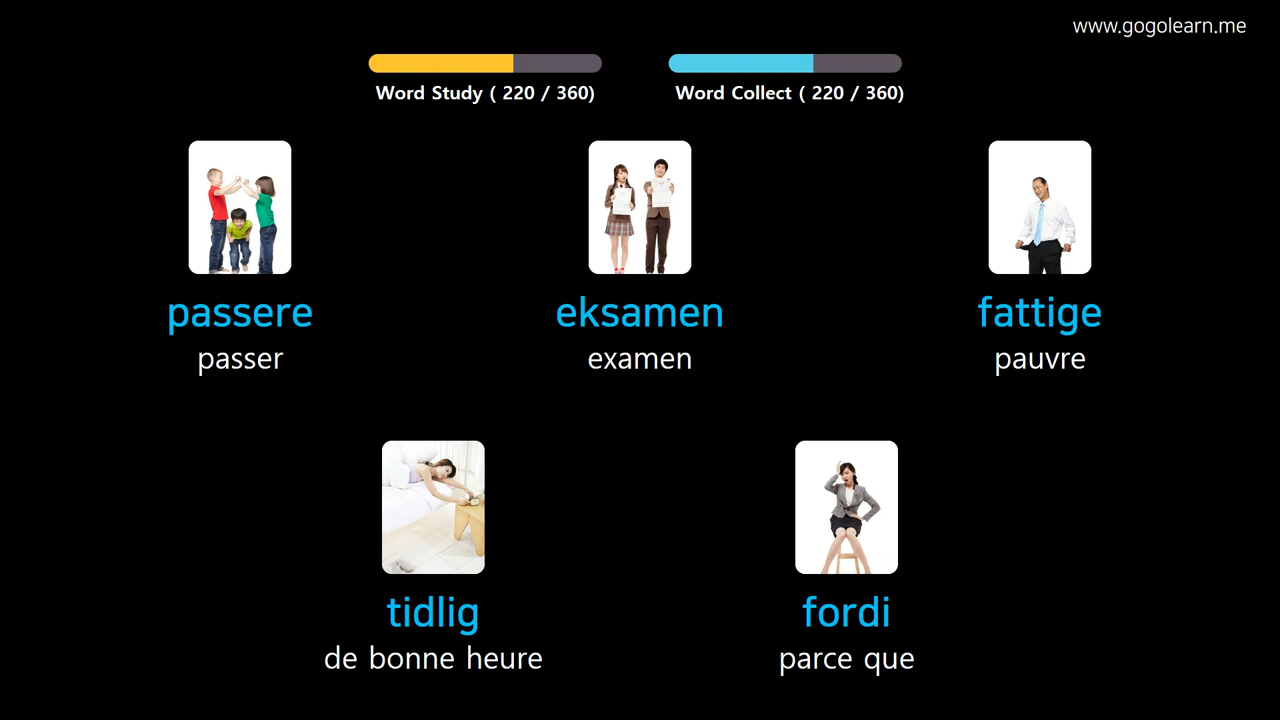 www.gogolearn.me
Word Study ( 220 / 360)
Word Collect ( 220 / 360)
passere
passer
eksamen
examen
fattige
pauvre
tidlig
de bonne heure
fordi
parce que